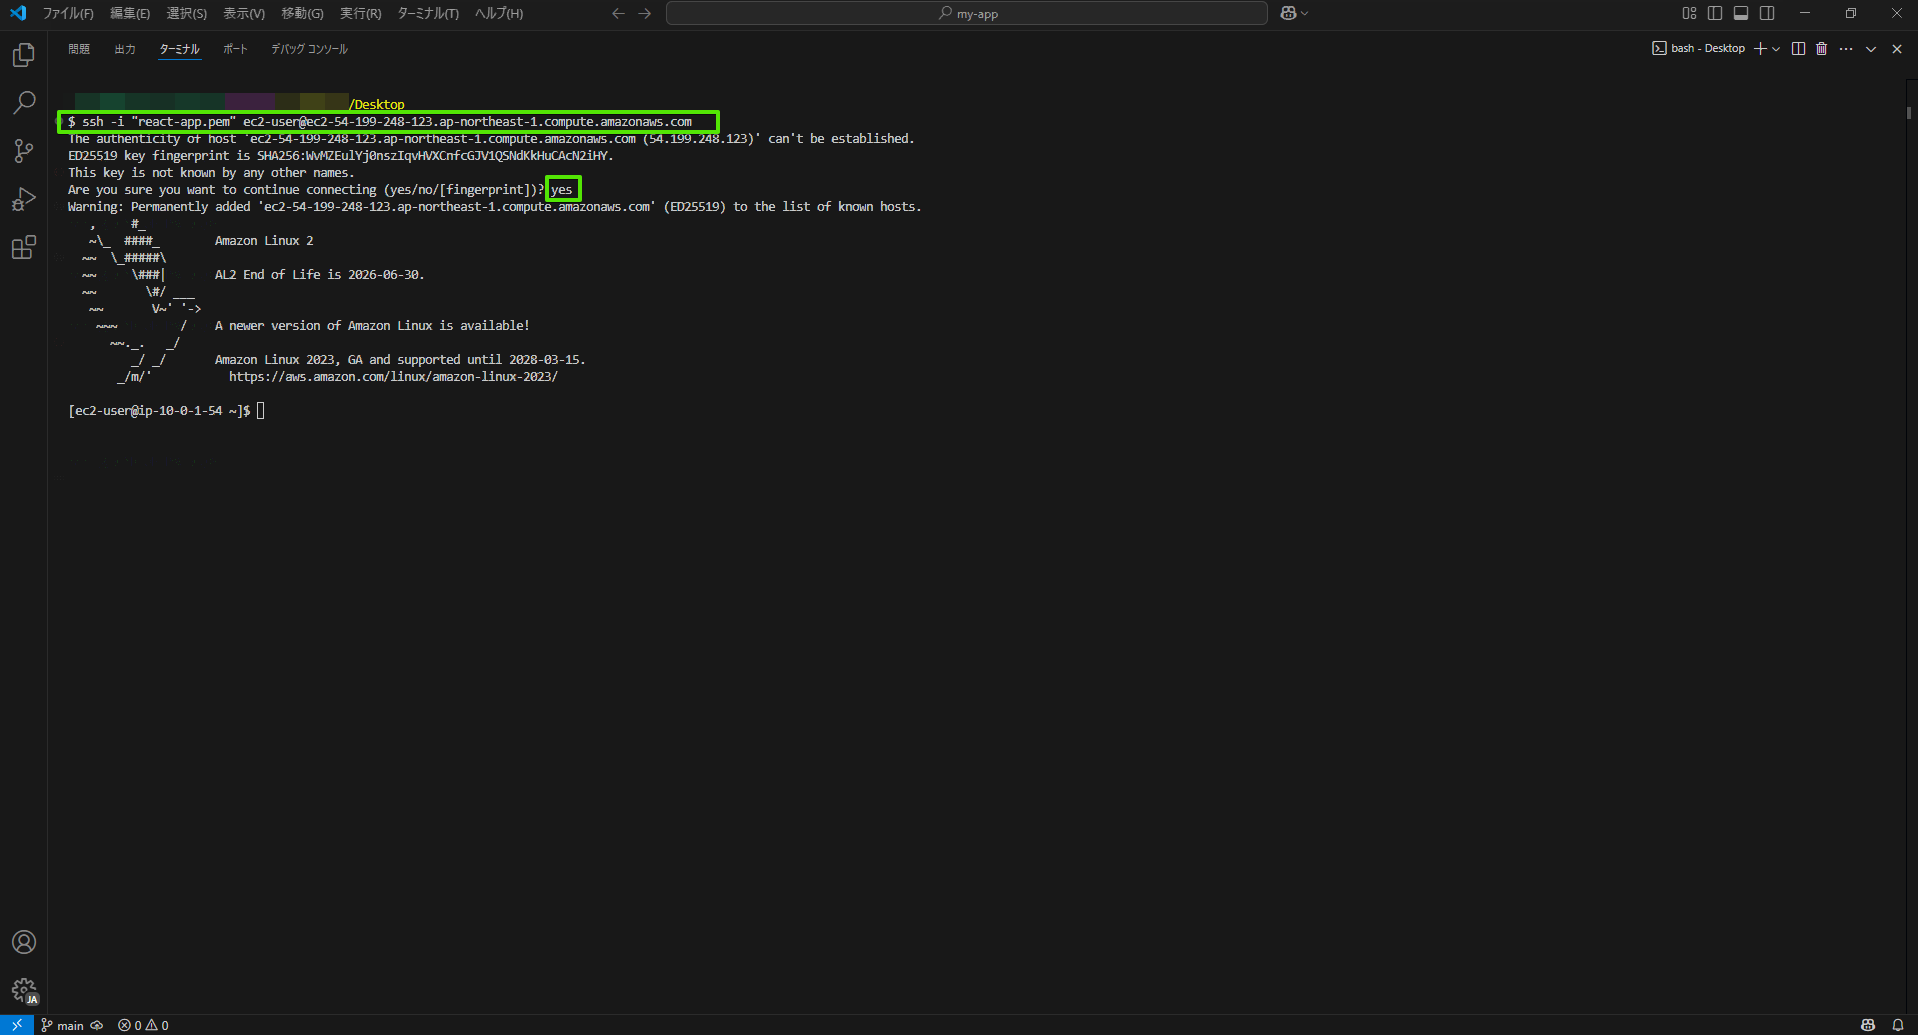 ファイル(F) 編集(E) 選択(S) 表示(V) 移動(G) 実行(R) ターミナル(T) ヘルプ(H) my-app
問題 出力 ターミナル ポート デバッグ コンソール bash - Desktop
/Desktop
$ ssh -i "react-app.pem" ec2-user@ec2-54-199-248-123.ap-northeast-1.compute.amazonaws.com
The authenticity of host 'ec2-54-199-248-123.ap-northeast-1.compute.amazonaws.com (54.199.248.123)' can't be established.
ED25519 key fingerprint is SHA256:WvMZEulYj0nszIqvHVXCnfcGJV1QSNdKkHuCAcN2iHY.
This key is not known by any other names.
Are you sure you want to continue connecting (yes/no/[fingerprint])? yes
Warning: Permanently added 'ec2-54-199-248-123.ap-northeast-1.compute.amazonaws.com' (ED25519) to the list of known hosts.
   ,     #_
   ~\_  ####_        Amazon Linux 2
  ~~  \_#####\
  ~~     \###|       AL2 End of Life is 2026-06-30.
  ~~       \#/ ___
   ~~       V~' '->
    ~~~         /    A newer version of Amazon Linux is available!
      ~~._.   _/
         _/ _/       Amazon Linux 2023, GA and supported until 2028-03-15.
       _/m/'           https://aws.amazon.com/linux/amazon-linux-2023/
[ec2-user@ip-10-0-1-54 ~]$
JA
main 0 0